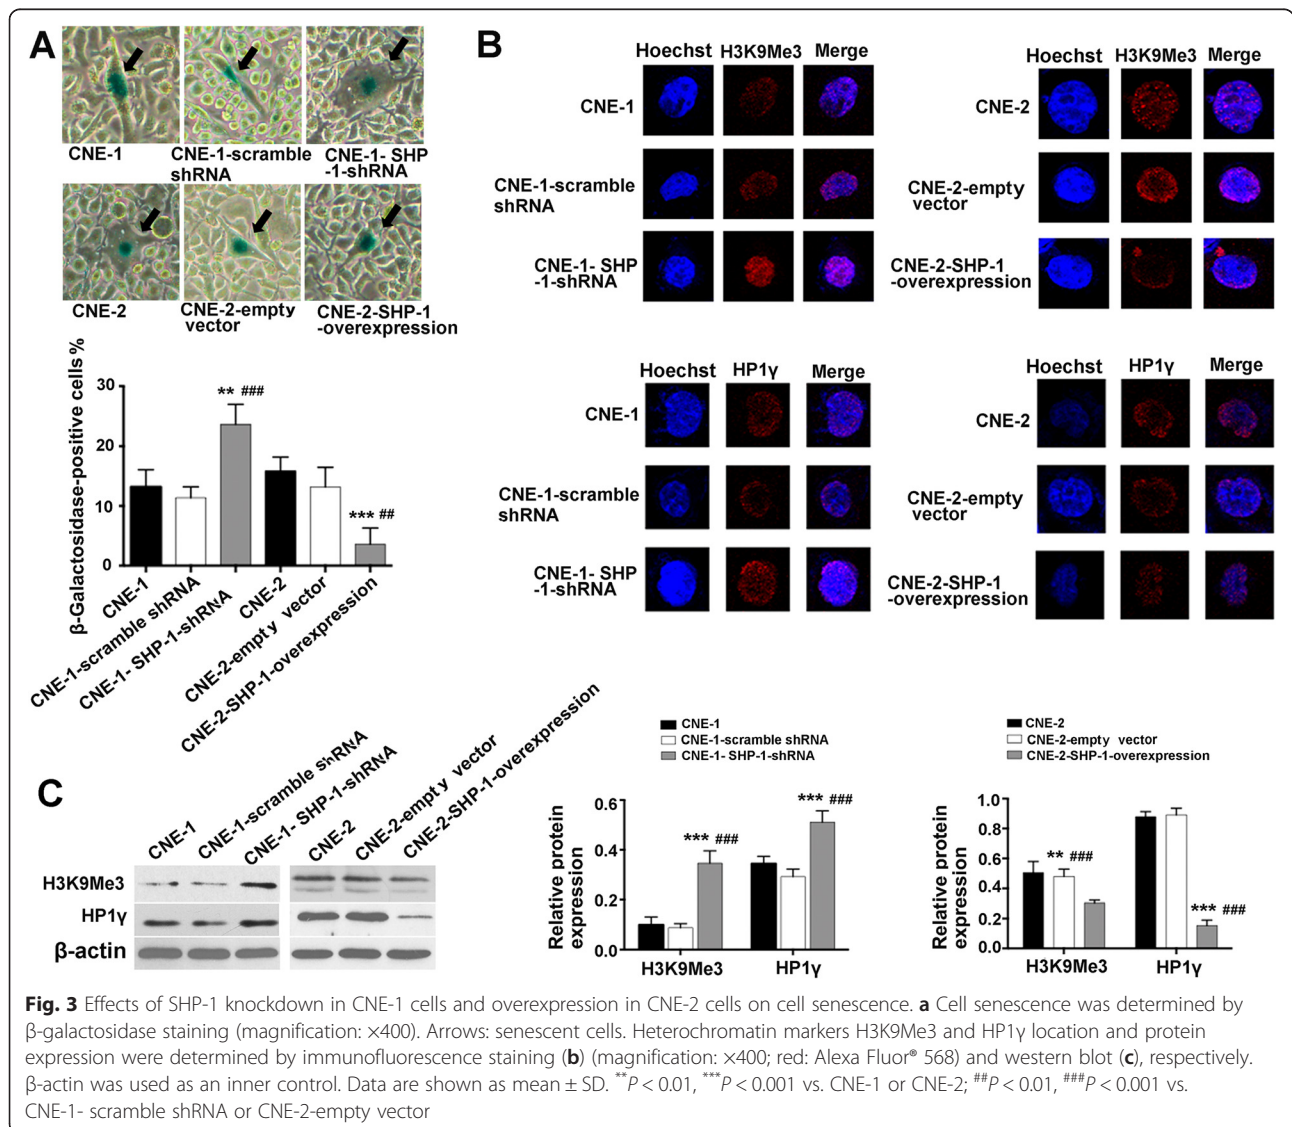 A
CNE-1
CNE-1-scramble
shRNA
CNE-1- SHP
-1-shRNA
CNE-2
CNE-2-empty
vector
CNE-2-SHP-1
-overexpression
β-Galactosidase-positive cells %
30
20
10
0
** ###
*** ##
CNE-1
CNE-1-scramble shRNA
CNE-1- SHP-1-shRNA
CNE-2
CNE-2-empty vector
CNE-2-SHP-1-overexpression
B
Hoechst H3K9Me3 Merge
CNE-1
CNE-1-scramble
shRNA
CNE-1- SHP
-1-shRNA
Hoechst H3K9Me3 Merge
CNE-2
CNE-2-empty
vector
CNE-2-SHP-1
-overexpression
Hoechst HP1γ Merge
CNE-1
CNE-1-scramble
shRNA
CNE-1- SHP
-1-shRNA
Hoechst HP1γ Merge
CNE-2
CNE-2-empty
vector
CNE-2-SHP-1
-overexpression
C
CNE-1
CNE-1-scramble shRNA
CNE-1- SHP-1-shRNA
CNE-2
CNE-2-empty vector
CNE-2-SHP-1-overexpression
H3K9Me3
HP1γ
β-actin
CNE-1
CNE-1-scramble shRNA
CNE-1- SHP-1-shRNA
Relative protein
expression
0.6
0.4
0.2
0.0
*** ###
*** ###
H3K9Me3 HP1γ
CNE-2
CNE-2-empty vector
CNE-2-SHP-1-overexpression
Relative protein
expression
1.0
0.8
0.6
0.4
0.2
0.0
** ###
*** ###
H3K9Me3 HP1γ
Fig. 3 Effects of SHP-1 knockdown in CNE-1 cells and overexpression in CNE-2 cells on cell senescence. a Cell senescence was determined by
β-galactosidase staining (magnification: ×400). Arrows: senescent cells. Heterochromatin markers H3K9Me3 and HP1γ location and protein
expression were determined by immunofluorescence staining (b) (magnification: ×400; red: Alexa Fluor® 568) and western blot (c), respectively.
β-actin was used as an inner control. Data are shown as mean ± SD. **P < 0.01, ***P < 0.001 vs. CNE-1 or CNE-2; ##P < 0.01, ###P < 0.001 vs.
CNE-1- scramble shRNA or CNE-2-empty vector